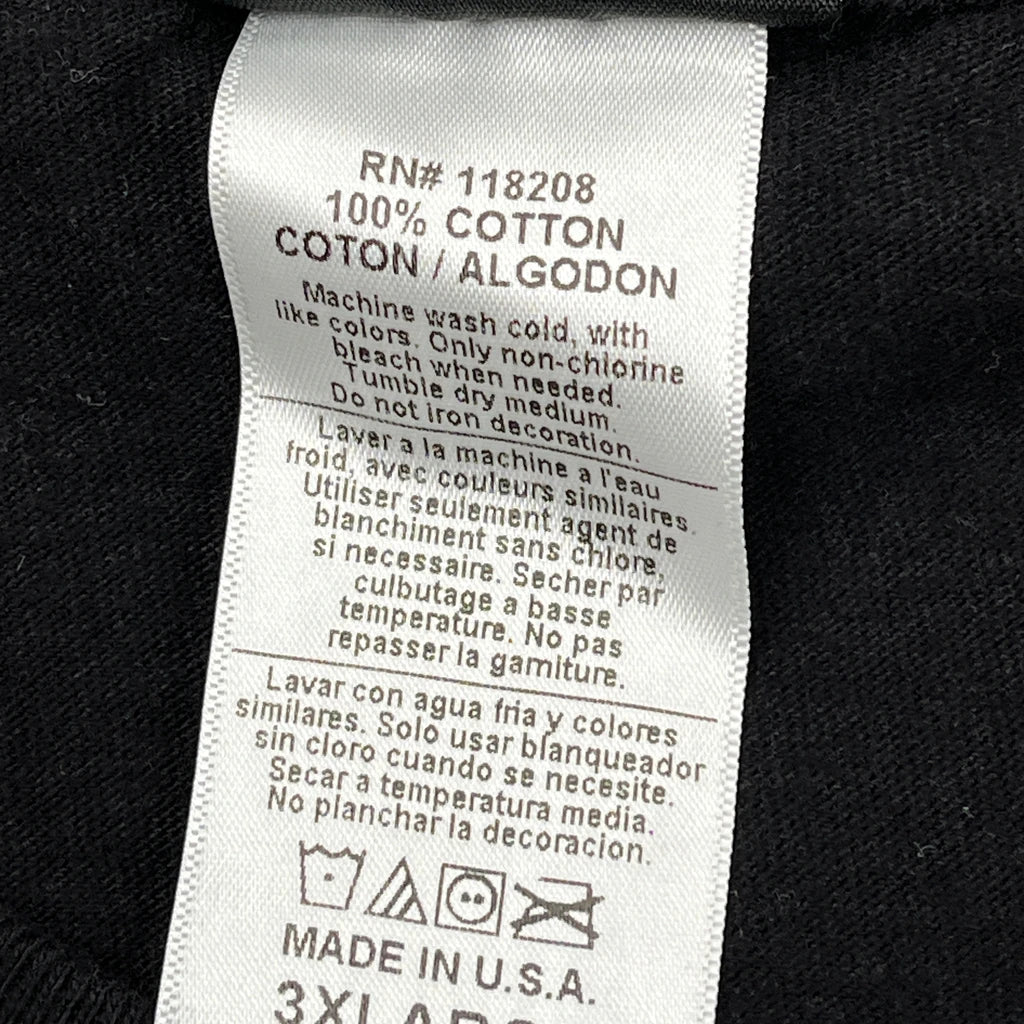 RN# 118208
100% COTTON
COTON / ALGODON
Machine wash cold, with
like colors. Only non-chlorine
bleach when needed.
Tumble dry medium.
Do not iron decoration.
Laver a la machine a l'eau
froid, avec couleurs similaires.
Utiliser seulement agent de
blanchiment sans chlore,
si necessaire. Secher par
culbutage a basse
temperature. No pas
repasser la gamiture.
Lavar con agua fria y colores
similares. Solo usar blanqueador
sin cloro cuando se necesite.
Secar a temperatura media.
No planchar la decoracion.
MADE IN U.S.A.
3XLARG